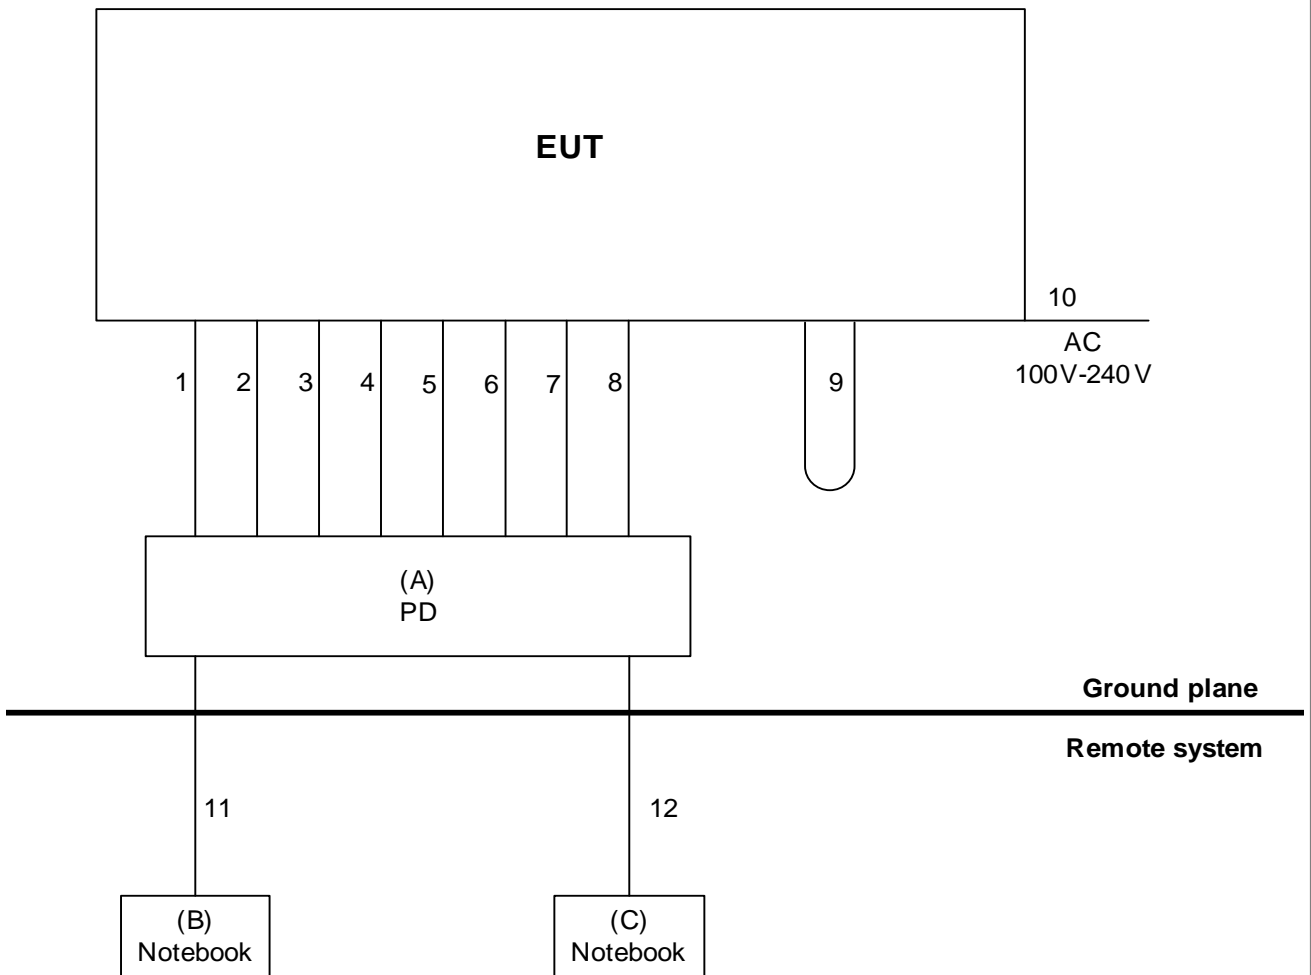 EUT
10
AC
100V-240V
1
2
3
4
5
6
7
8
9
(A)
PD
Ground plane
Remote system
11
12
(B)
Notebook
(C)
Notebook